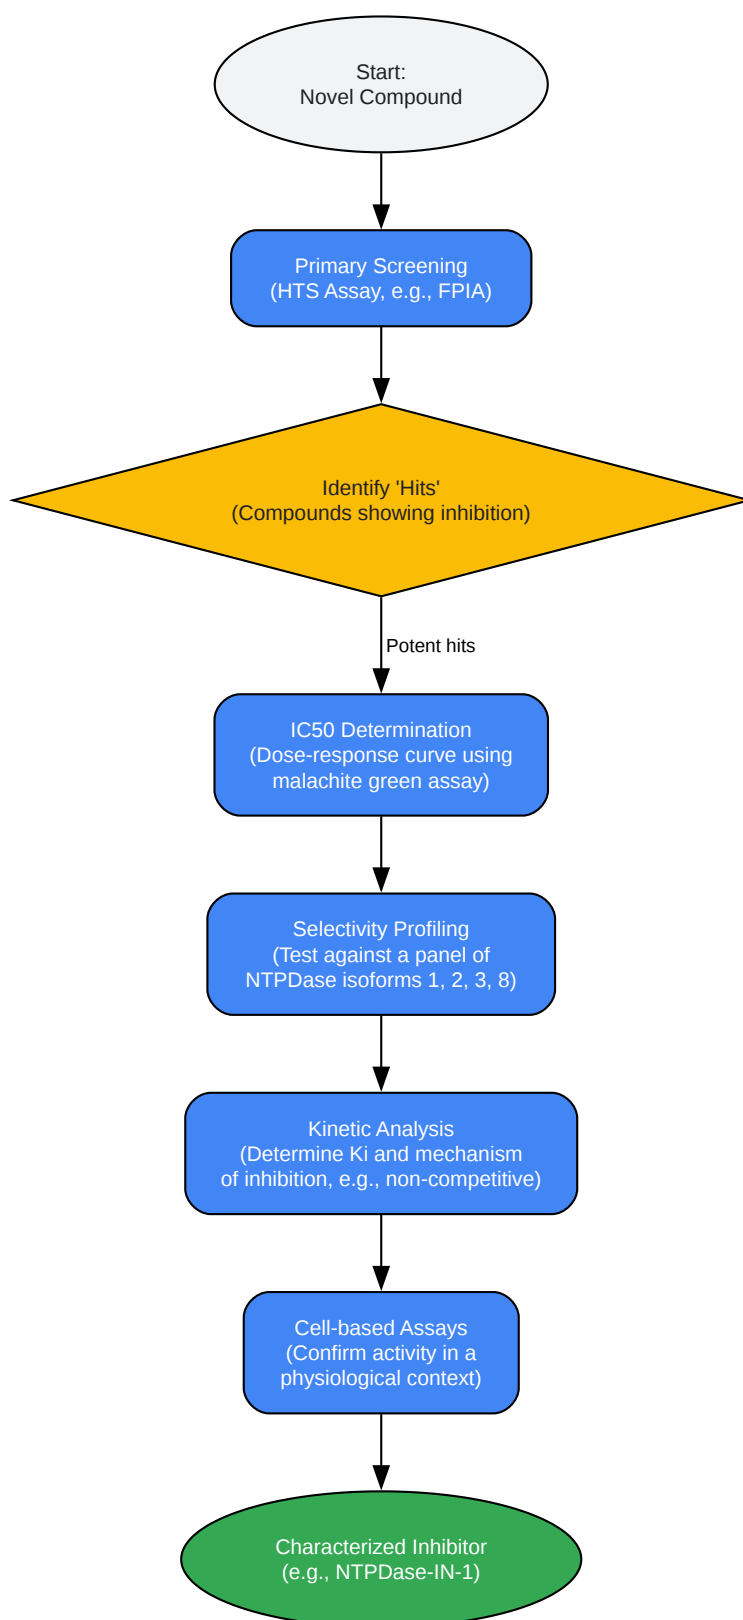 Start:
Novel Compound
Primary Screening
(HTS Assay, e.g., FPIA)
Identify 'Hits'
(Compounds showing inhibition)
Potent hits
IC50 Determination
(Dose-response curve using
malachite green assay)
Selectivity Profiling
(Test against a panel of
NTPDase isoforms 1, 2, 3, 8)
Kinetic Analysis
(Determine Ki and mechanism
of inhibition, e.g., non-competitive)
Cell-based Assays
(Confirm activity in a
physiological context)
Characterized Inhibitor
(e.g., NTPDase-IN-1)